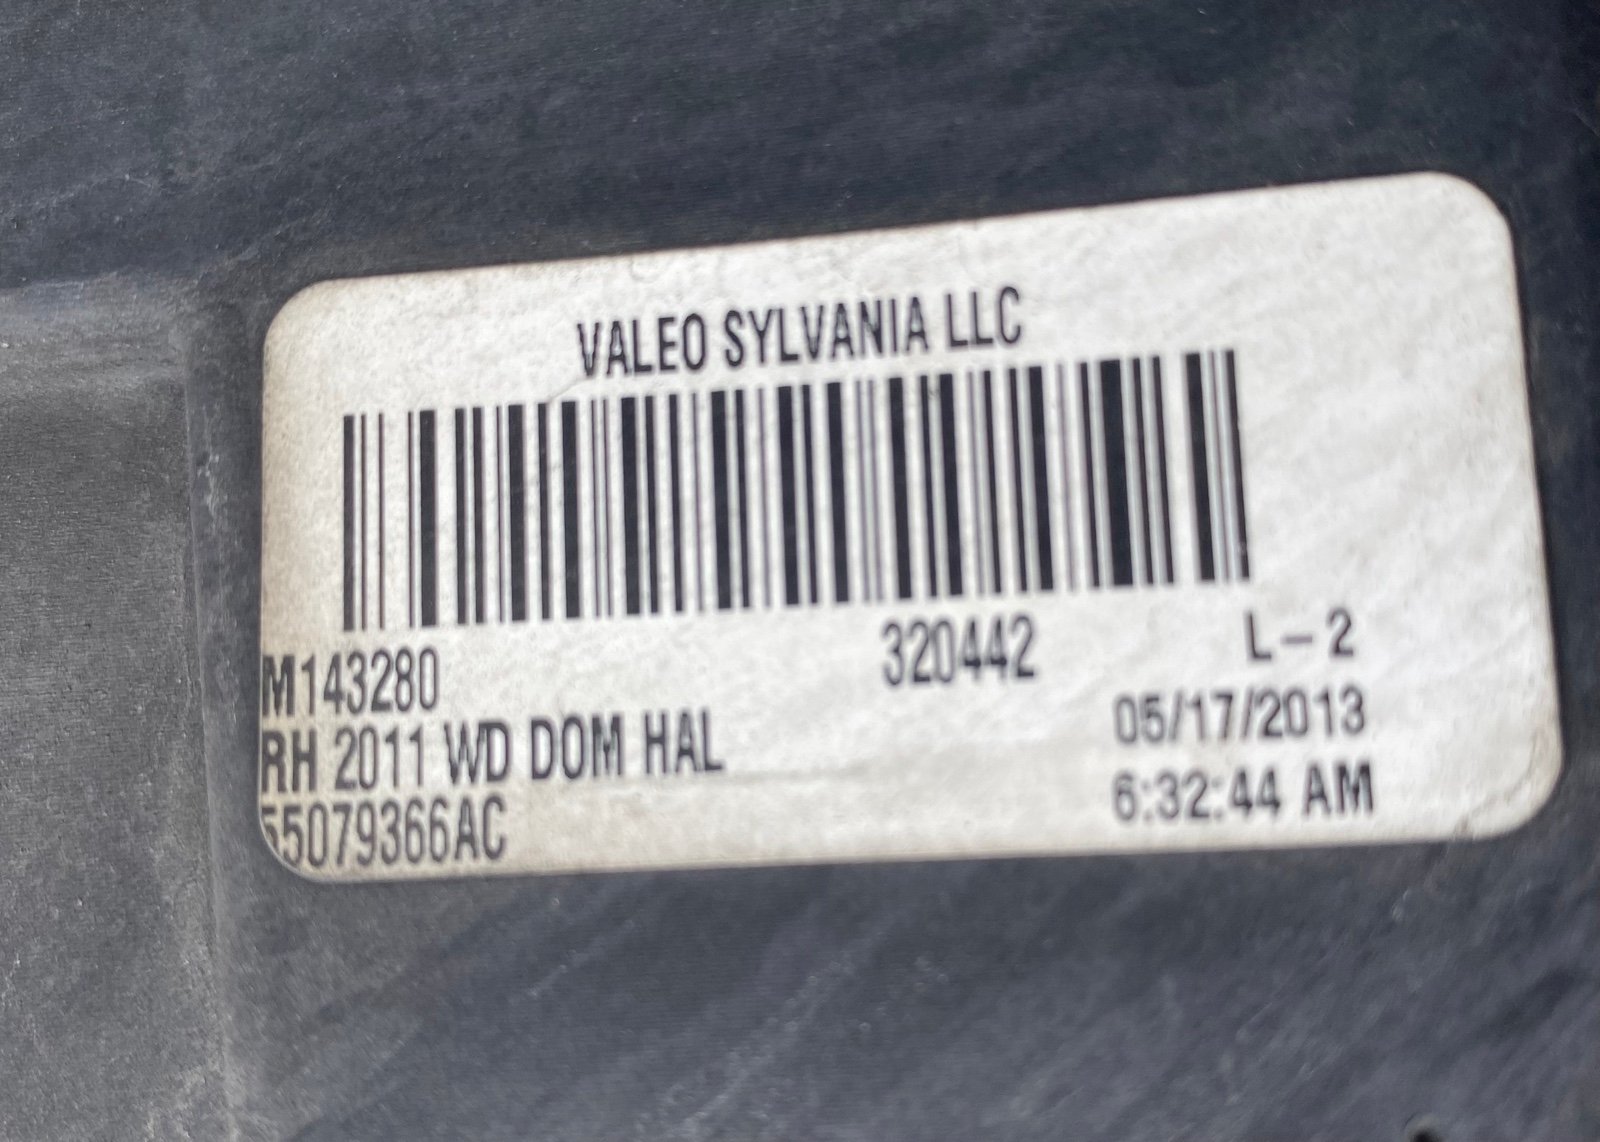 VALEO SYLVANIA LLC
M143280 320442 L-2
RH 2011 WD DOM HAL 05/17/2013
55079366AC 6:32:44 AM